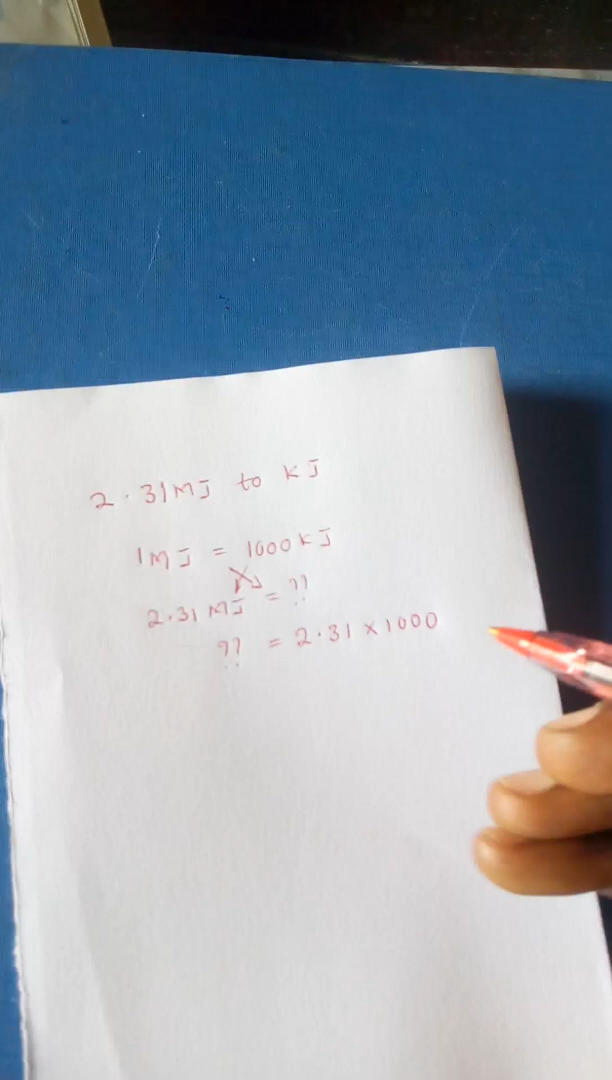 2.31MJ to KJ
1MJ = 1000KJ
2.31 MJ = ??
?? = 2.31 × 1000